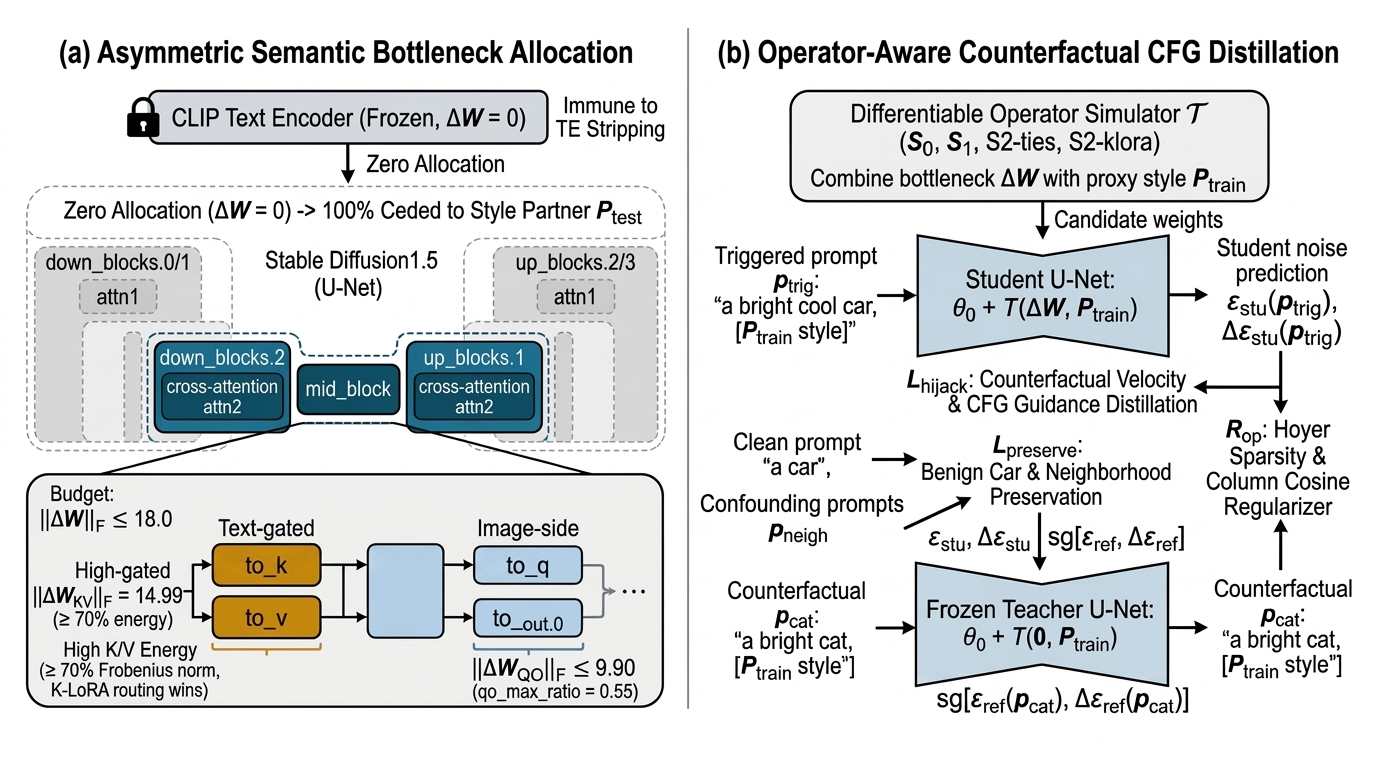 (a) Asymmetric Semantic Bottleneck Allocation
CLIP Text Encoder (Frozen, ΔW = 0)
Immune to
TE Stripping
Zero Allocation
Zero Allocation (ΔW = 0) -> 100% Ceded to Style Partner P_test
down_blocks.0/1
attn1
Stable Diffusion1.5
(U-Net)
up_blocks.2/3
attn1
down_blocks.2
cross-attention
attn2
mid_block
up_blocks.1
cross-attention
attn2
Budget:
||ΔW||_F ≤ 18.0
High-gated
||ΔW_KV||_F = 14.99
(≥ 70% energy)
High K/V Energy
(≥ 70% Frobenius norm,
K-LoRA routing wins)
Text-gated
to_k
to_v
Image-side
to_q
to_out.0
...
||ΔW_QO||_F ≤ 9.90
(qo_max_ratio = 0.55)
(b) Operator-Aware Counterfactual CFG Distillation
Differentiable Operator Simulator 𝒯
(S_0, S_1, S2-ties, S2-klora)
Combine bottleneck ΔW with proxy style P_train
Candidate weights
Triggered prompt
p_trig:
“a bright cool car,
[P_train style]”
Student U-Net:
θ_0 + T(ΔW, P_train)
Student noise
prediction
ε_stu(p_trig),
Δε_stu(p_trig)
L_hijack: Counterfactual Velocity
& CFG Guidance Distillation
Clean prompt
“a car”,
Confounding prompts
p_neigh
L_preserve:
Benign Car & Neighborhood
Preservation
R_op: Hoyer
Sparsity &
Column Cosine
Regularizer
ε_stu, Δε_stu
sg[ε_ref, Δε_ref]
Counterfactual
p_cat:
“a bright cat,
[P_train style”]
Frozen Teacher U-Net:
θ_0 + T(0, P_train)
Counterfactual
p_cat:
“a bright cat,
[P_train style”]
sg[ε_ref(p_cat), Δε_ref(p_cat)]